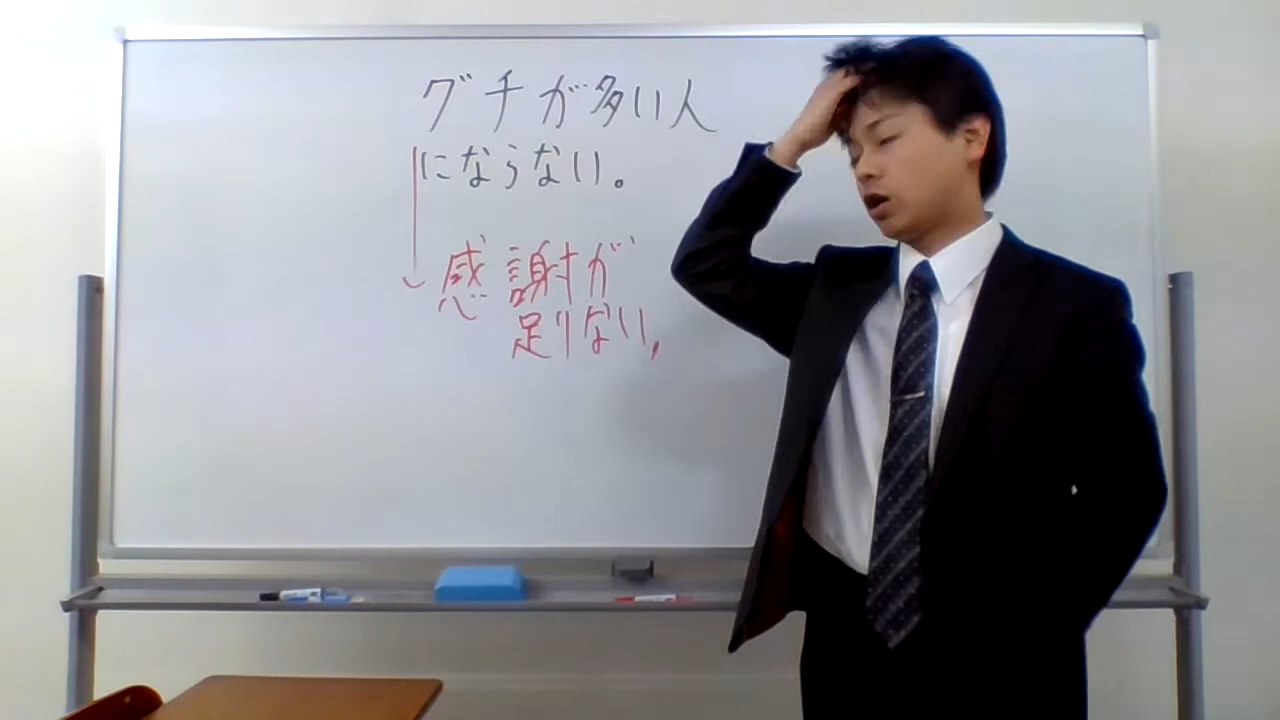 グチが多い人
にならない。
感謝が
足りない,